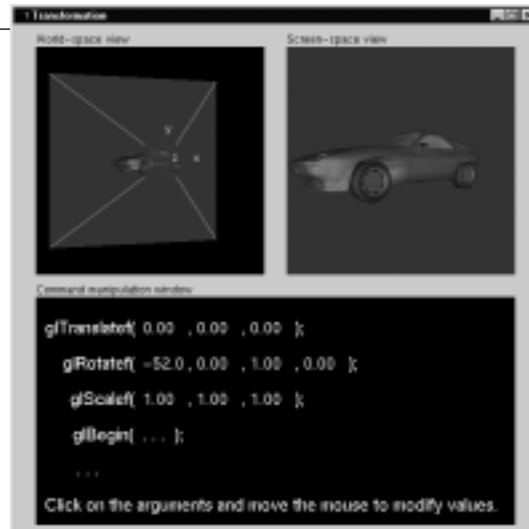 Transformation
World-space view
Screen-space view
y
z x
Command manipulation window
glTranslatef( 0.00 , 0.00 , 0.00 );
glRotatef( -52.0 , 0.00 , 1.00 , 0.00 );
glScalef( 1.00 , 1.00 , 1.00 );
glBegin( . . . );
. . .
Click on the arguments and move the mouse to modify values.